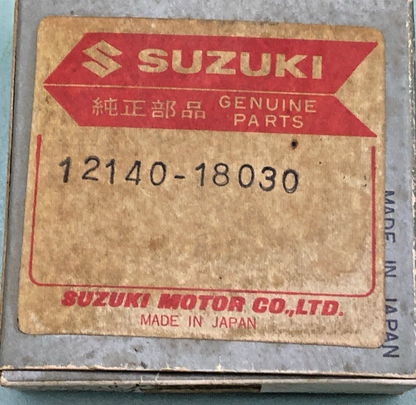 SUZUKI
純正部品 GENUINE PARTS
12140-18030
SUZUKI MOTOR CO.,LTD.
MADE IN JAPAN
MADE IN JAPAN